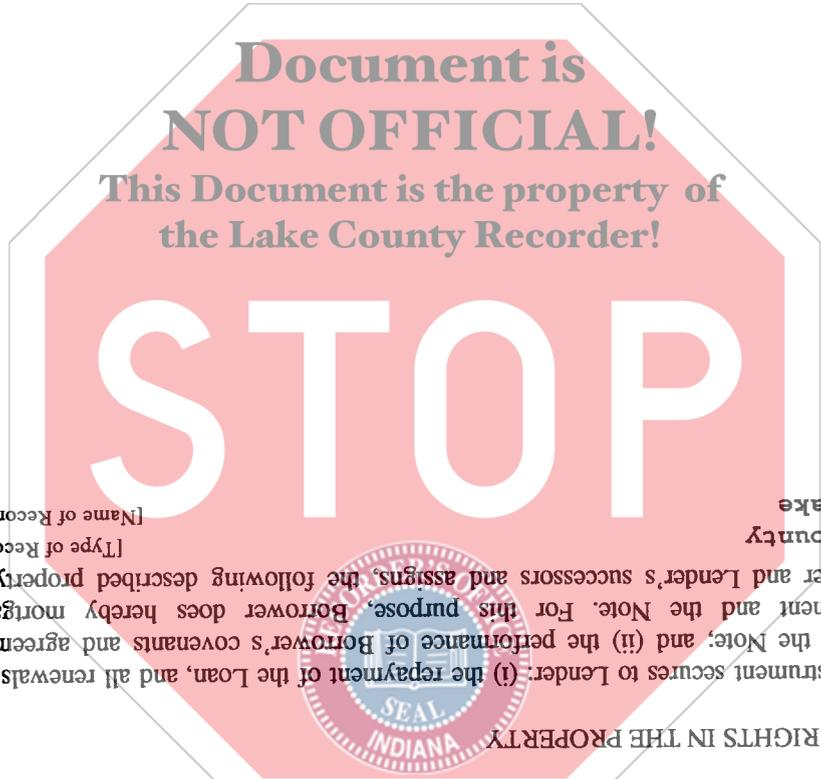 Document is
NOT OFFICIAL!
This Document is the property of
the Lake County Recorder!
STOP
RIGHTS IN THE PROPERTY
strument secures to Lender: (i) the repayment of the Loan, and all renewals
the Note; and (ii) the performance of Borrower's covenants and agreem
ment and the Note. For this purpose, Borrower does hereby mortga
er and Lender's successors and assigns, the following described property
ounty [Type of Reco
ake [Name of Recor
SEAL
INDIANA